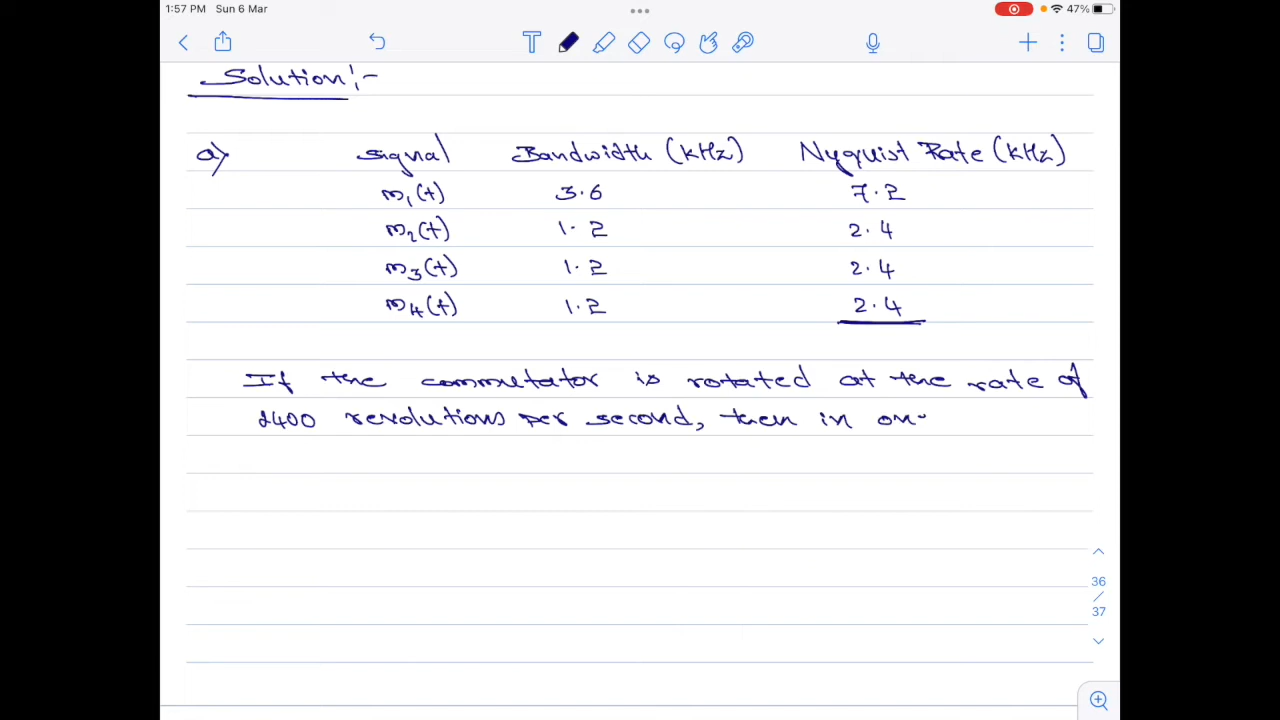 1:57 PM Sun 6 Mar
47%
Solution:-
a) Signal Bandwidth (kHz) Nyquist Rate (kHz)
m₁(t) 3.6 7.2
m₂(t) 1.2 2.4
m₃(t) 1.2 2.4
m₄(t) 1.2 2.4
If the commutator is rotated at the rate of
2400 revolutions per second, then in on
36
/
37